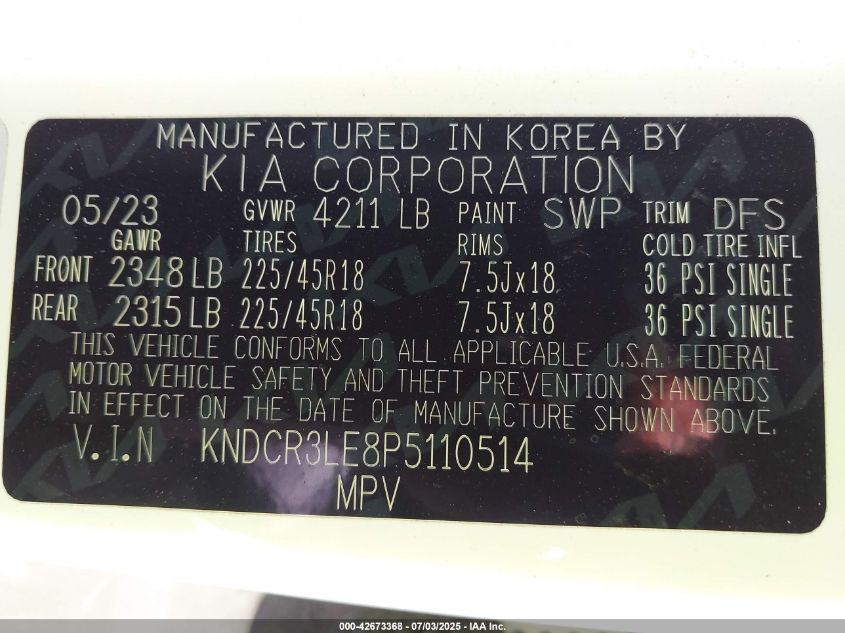 MANUFACTURED IN KOREA BY
KIA CORPORATION
05/23 GVWR 4211 LB PAINT SWP TRIM DFS
GAWR TIRES RIMS COLD TIRE INFL
FRONT 2348 LB 225/45R18 7.5Jx18 36 PSI SINGLE
REAR 2315 LB 225/45R18 7.5Jx18 36 PSI SINGLE
THIS VEHICLE CONFORMS TO ALL APPLICABLE U.S.A. FEDERAL
MOTOR VEHICLE SAFETY AND THEFT PREVENTION STANDARDS
IN EFFECT ON THE DATE OF MANUFACTURE SHOWN ABOVE.
V.I.N KNDCR3LE8P5110514
MPV
000-42673368 - 07/03/2025 - IAA Inc.